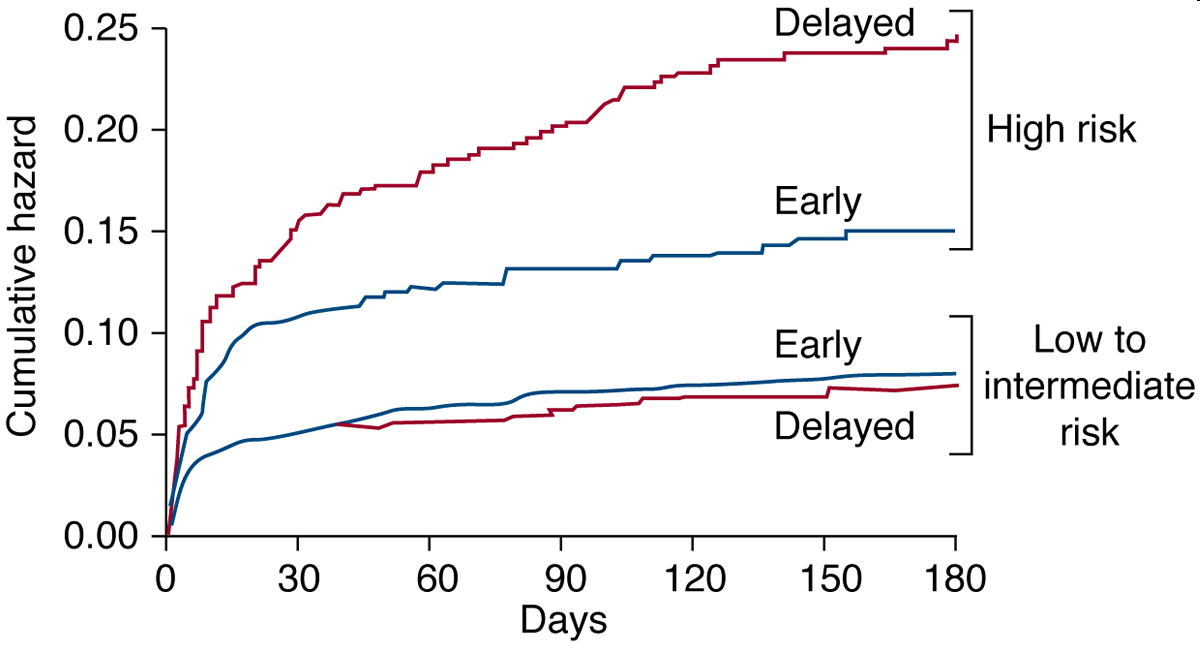 Cumulative hazard
0.25
0.20
0.15
0.10
0.05
0.00
0 30 60 90 120 150 180
Days
Delayed
Early
High risk
Early
Delayed
Low to
intermediate
risk